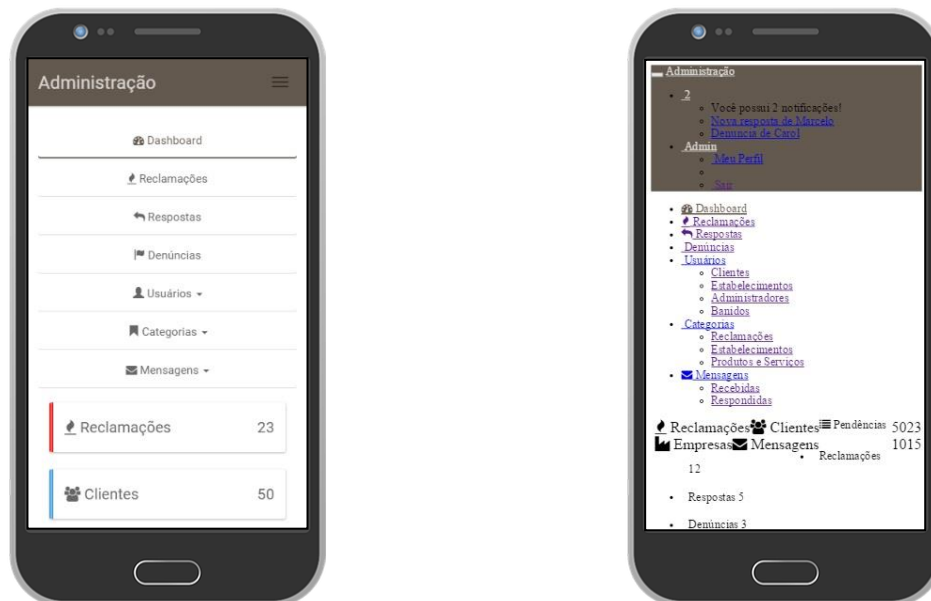 Administração
Dashboard
Reclamações
Respostas
Denúncias
Usuários
Categorias
Mensagens
Reclamações 23
Clientes 50
Administração
2
Você possui 2 notificações!
Nova resposta de Marcelo
Denuncia de Carol
Admin
Meu Perfil
Sair
Dashboard
Reclamações
Respostas
Denúncias
Usuários
Clientes
Estabelecimentos
Administradores
Banidos
Categorias
Reclamações
Estabelecimentos
Produtos e Serviços
Mensagens
Recebidas
Respondidas
Reclamações Clientes Pendências 5023
Empresas Mensagens 1015
Reclamações
12
Respostas 5
Denúncias 3